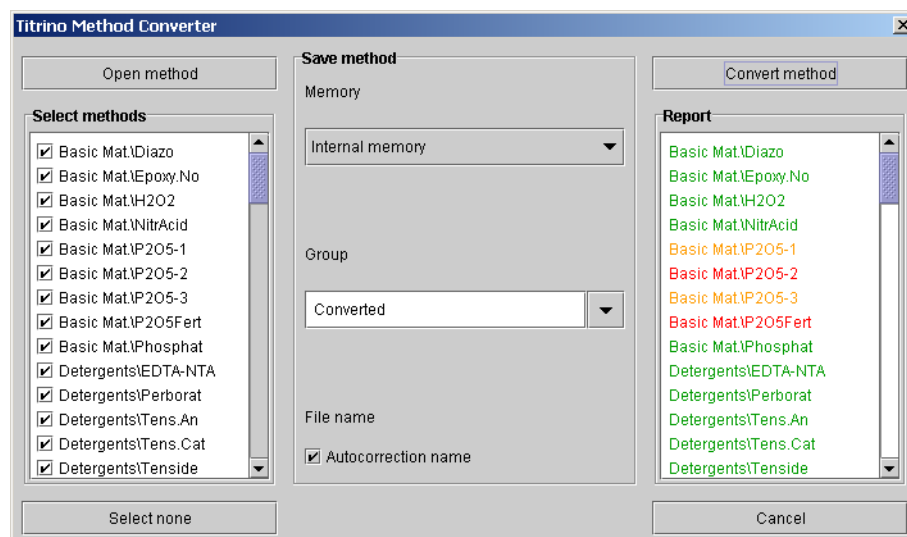 Titrino Method Converter
Open method
Select methods
Basic Mat.\Diazo
Basic Mat.\Epoxy.No
Basic Mat.\H2O2
Basic Mat.\NitrAcid
Basic Mat.\P2O5-1
Basic Mat.\P2O5-2
Basic Mat.\P2O5-3
Basic Mat.\P2O5Fert
Basic Mat.\Phosphat
Detergents\EDTA-NTA
Detergents\Perborat
Detergents\Tens.An
Detergents\Tens.Cat
Detergents\Tenside
Select none
Save method
Memory
Internal memory
Group
Converted
File name
Autocorrection name
Convert method
Report
Basic Mat.\Diazo
Basic Mat.\Epoxy.No
Basic Mat.\H2O2
Basic Mat.\NitrAcid
Basic Mat.\P2O5-1
Basic Mat.\P2O5-2
Basic Mat.\P2O5-3
Basic Mat.\P2O5Fert
Basic Mat.\Phosphat
Detergents\EDTA-NTA
Detergents\Perborat
Detergents\Tens.An
Detergents\Tens.Cat
Detergents\Tenside
Cancel